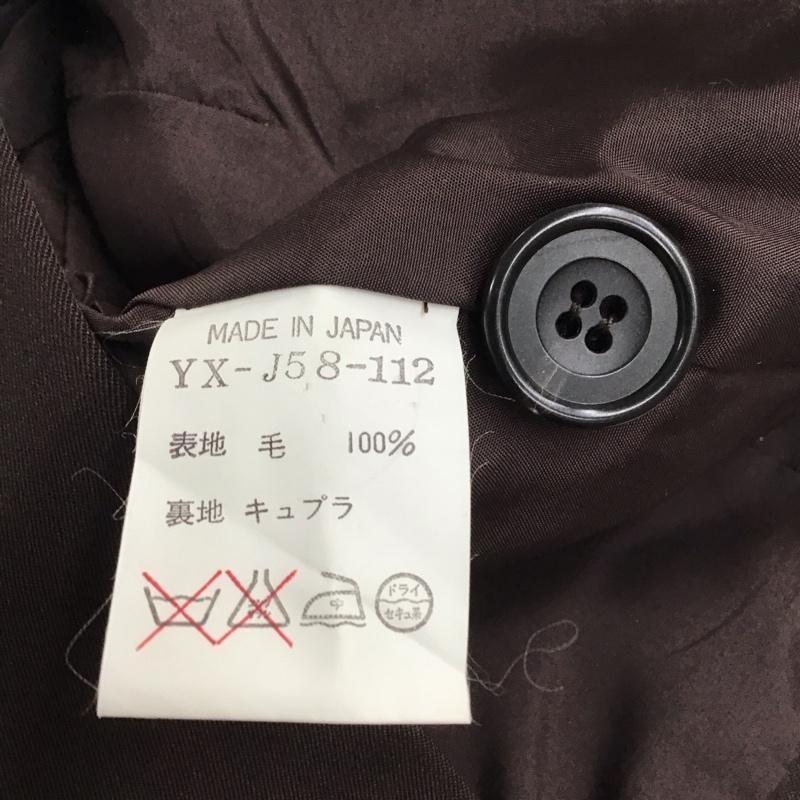 MADE IN JAPAN
YX-J58-112
表地 毛 100%
裏地 キュプラ
ドライ
セキユ系